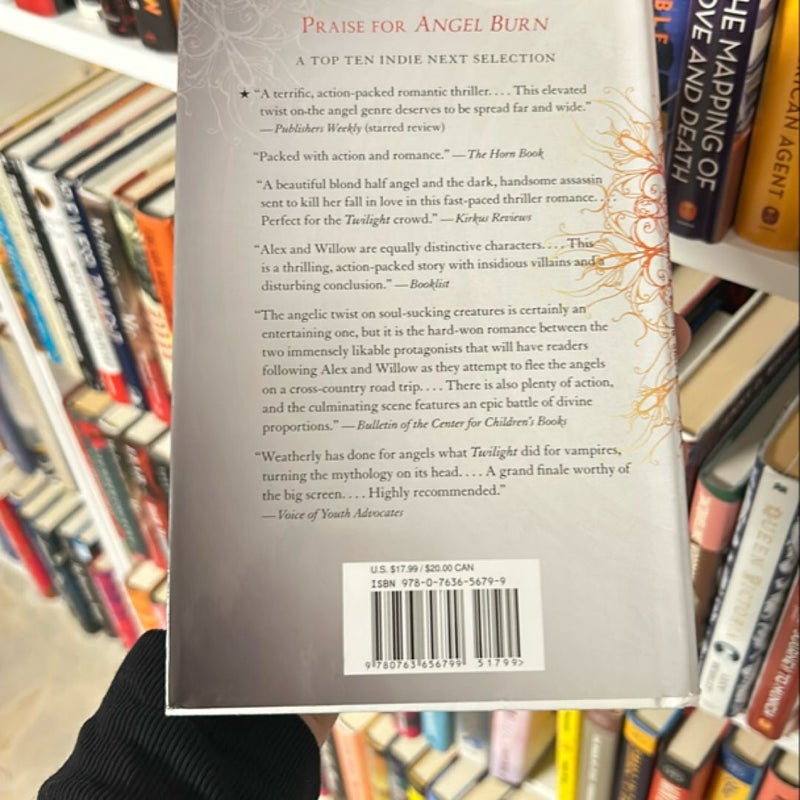 PRAISE FOR ANGEL BURN
A TOP TEN INDIE NEXT SELECTION
★ “A terrific, action-packed romantic thriller. . . . This elevated
twist on the angel genre deserves to be spread far and wide.”
—Publishers Weekly (starred review)
“Packed with action and romance.” —The Horn Book
“A beautiful blond half angel and the dark, handsome assassin
sent to kill her fall in love in this fast-paced thriller romance. . . .
Perfect for the Twilight crowd.” —Kirkus Reviews
“Alex and Willow are equally distinctive characters. . . . This
is a thrilling, action-packed story with insidious villains and a
disturbing conclusion.” —Booklist
“The angelic twist on soul-sucking creatures is certainly an
entertaining one, but it is the hard-won romance between the
two immensely likable protagonists that will have readers
following Alex and Willow as they attempt to flee the angels
on a cross-country road trip. . . . There is also plenty of action,
and the culminating scene features an epic battle of divine
proportions.” —Bulletin of the Center for Children’s Books
“Weatherly has done for angels what Twilight did for vampires,
turning the mythology on its head. . . . A grand finale worthy of
the big screen. . . . Highly recommended.”
—Voice of Youth Advocates
U.S. $17.99 / $20.00 CAN
ISBN 978-0-7636-5679-9
9 780763 656799 51799>
THE MAPPING OF
LOVE AND DEATH
RICAN AGENT
QUEEN VICTORIA
JOURNEY TO MUNICH